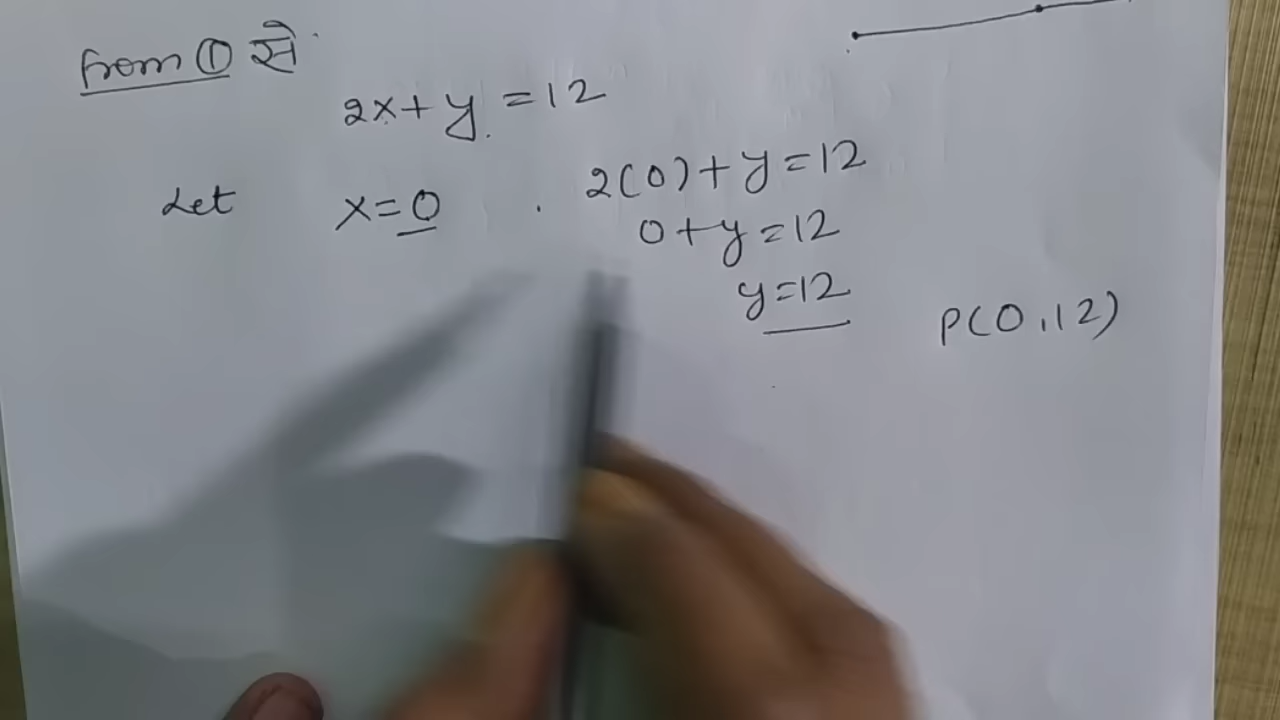 from ① से
2x + y = 12
Let x = 0 . 2(0) + y = 12
0 + y = 12
y = 12
P(0,12)